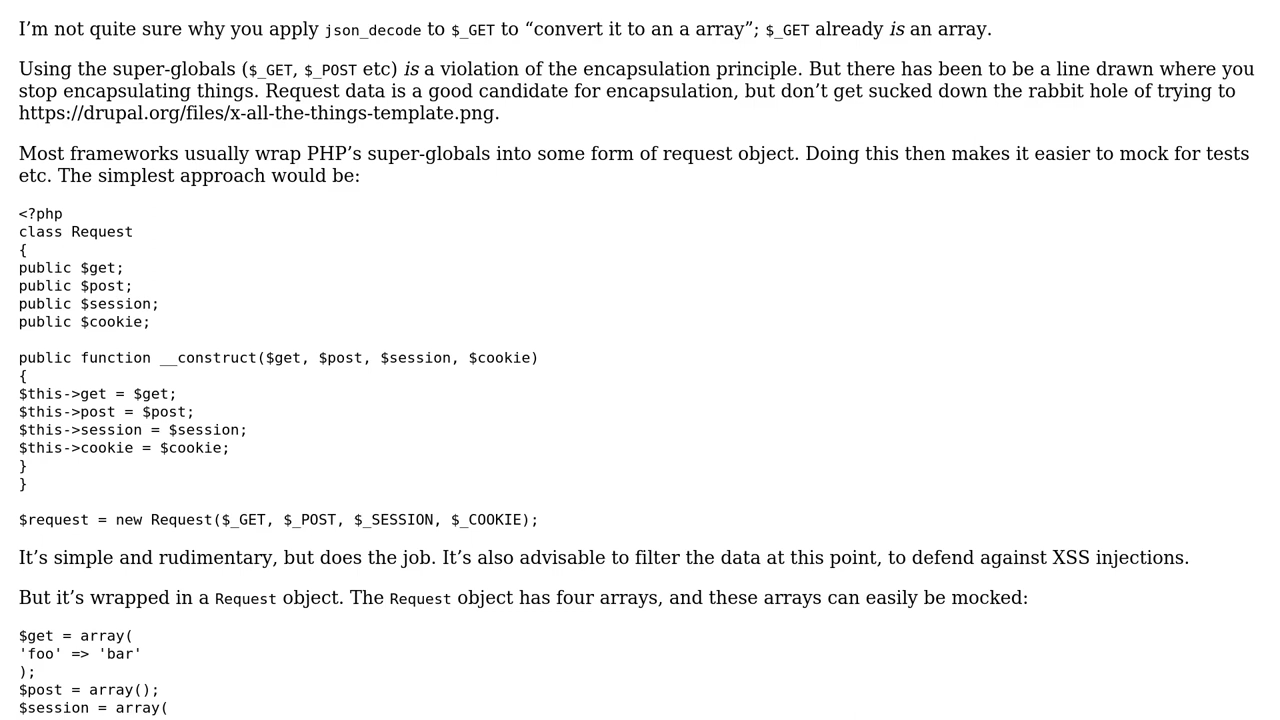 I’m not quite sure why you apply json_decode to $_GET to “convert it to an a array”; $_GET already is an array.
Using the super-globals ($_GET, $_POST etc) is a violation of the encapsulation principle. But there has been to be a line drawn where you
stop encapsulating things. Request data is a good candidate for encapsulation, but don’t get sucked down the rabbit hole of trying to
https://drupal.org/files/x-all-the-things-template.png.
Most frameworks usually wrap PHP’s super-globals into some form of request object. Doing this then makes it easier to mock for tests
etc. The simplest approach would be:
<?php
class Request
{
public $get;
public $post;
public $session;
public $cookie;
public function __construct($get, $post, $session, $cookie)
{
$this->get = $get;
$this->post = $post;
$this->session = $session;
$this->cookie = $cookie;
}
}
$request = new Request($_GET, $_POST, $_SESSION, $_COOKIE);
It’s simple and rudimentary, but does the job. It’s also advisable to filter the data at this point, to defend against XSS injections.
But it’s wrapped in a Request object. The Request object has four arrays, and these arrays can easily be mocked:
$get = array(
'foo' => 'bar'
);
$post = array();
$session = array(